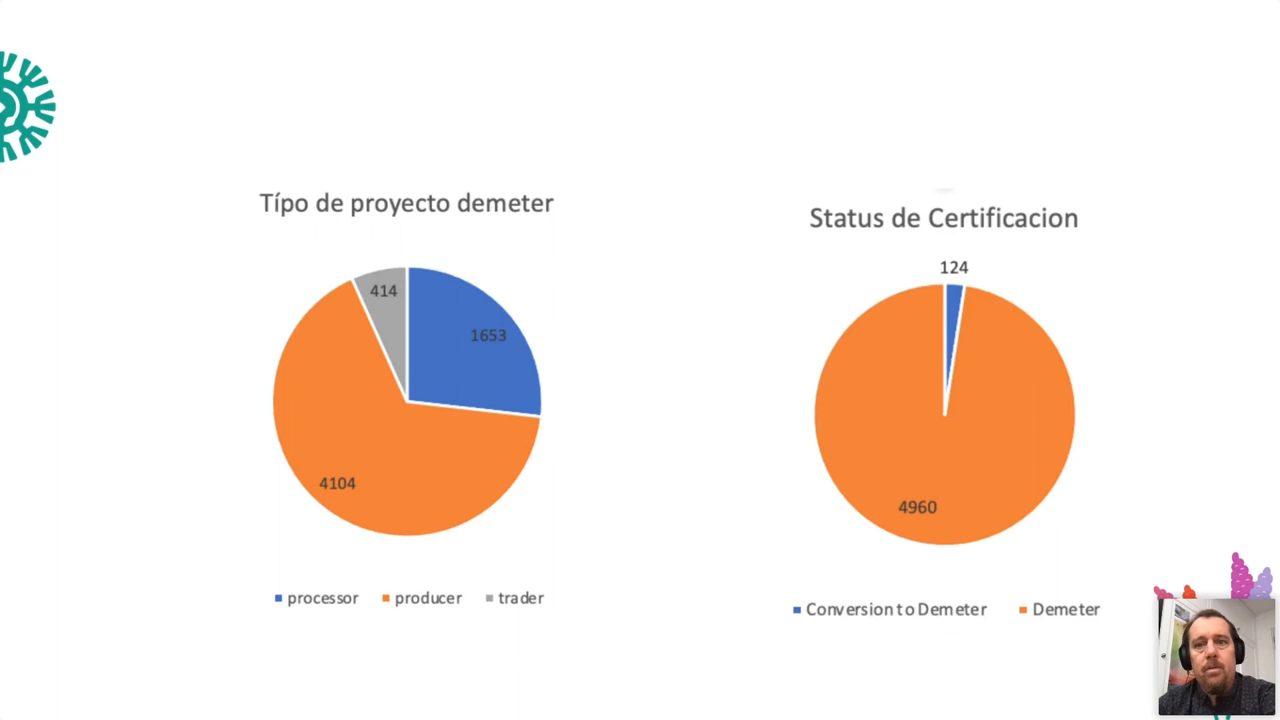 Típo de proyecto demeter
414
1653
4104
processor producer trader
Status de Certificacion
124
4960
Conversion to Demeter Demeter